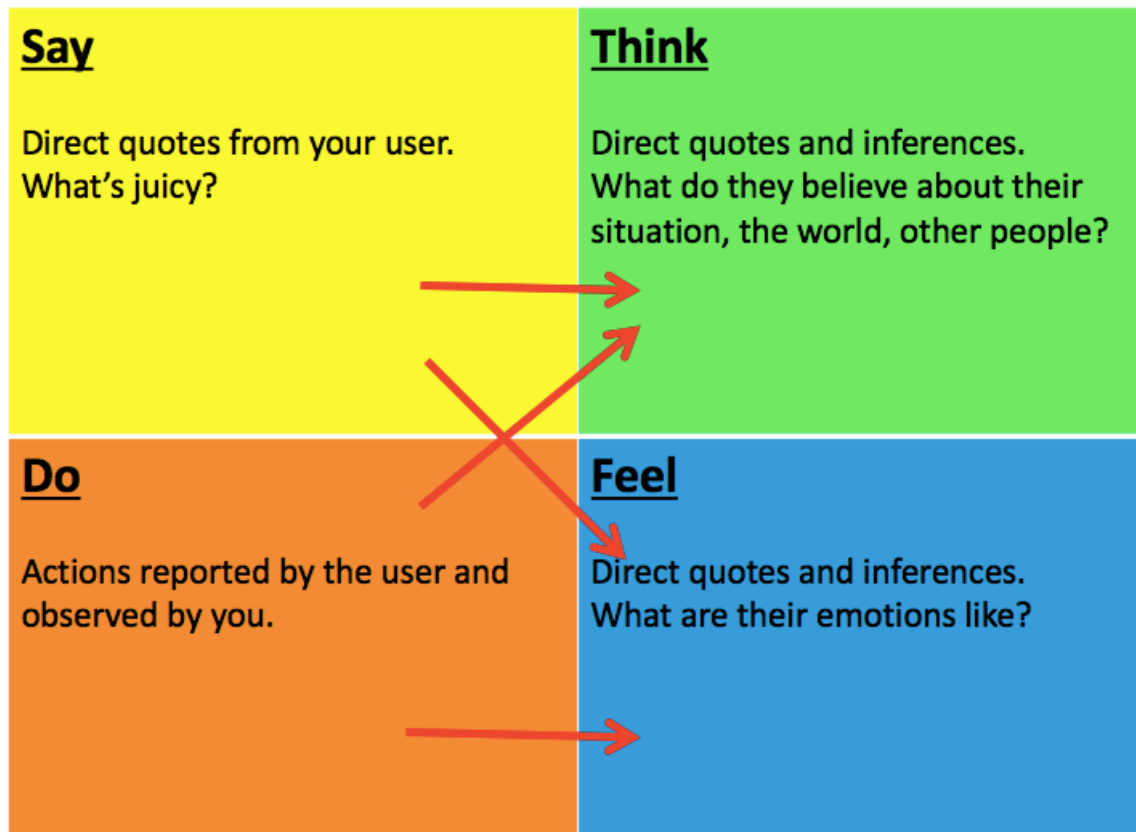 Say
Direct quotes from your user.
What’s juicy?
Think
Direct quotes and inferences.
What do they believe about their
situation, the world, other people?
Do
Actions reported by the user and
observed by you.
Feel
Direct quotes and inferences.
What are their emotions like?